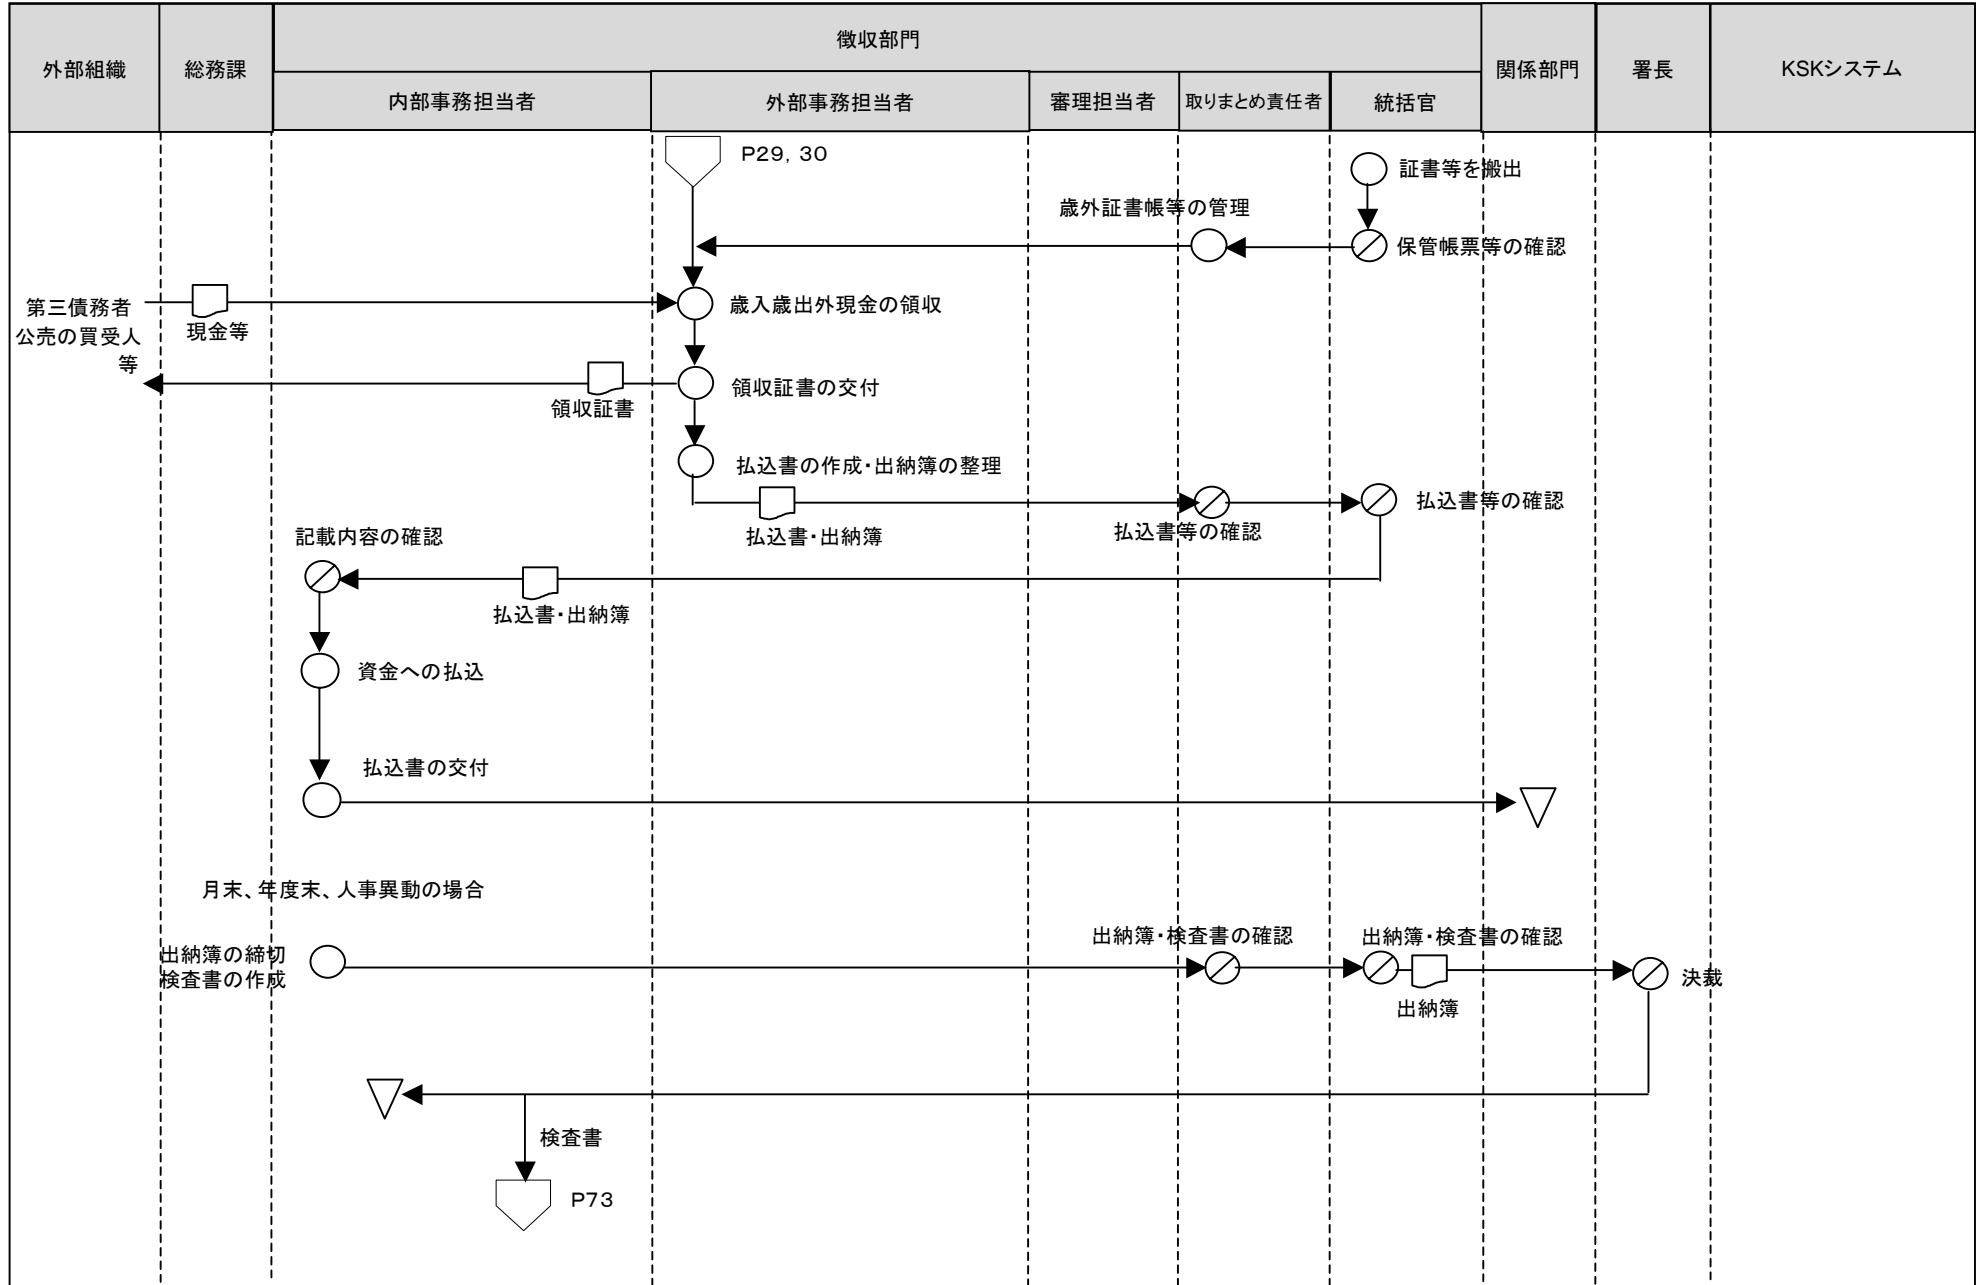 徴収部門
外部組織
総務課
関係部門
署長
KSKシステム
内部事務担当者
外部事務担当者
審理担当者
取りまとめ責任者
統括官
P29，30
証書等を搬出
歳外証書帳等の管理
保管帳票等の確認
第三債務者
公売の買受人
等
現金等
歳入歳出外現金の領収
領収証書の交付
領収証書
払込書の作成・出納簿の整理
払込書・出納簿
払込書等の確認
払込書等の確認
記載内容の確認
払込書・出納簿
資金への払込
払込書の交付
月末、年度末、人事異動の場合
出納簿の締切
検査書の作成
出納簿・検査書の確認
出納簿・検査書の確認
出納簿
決裁
検査書
P73